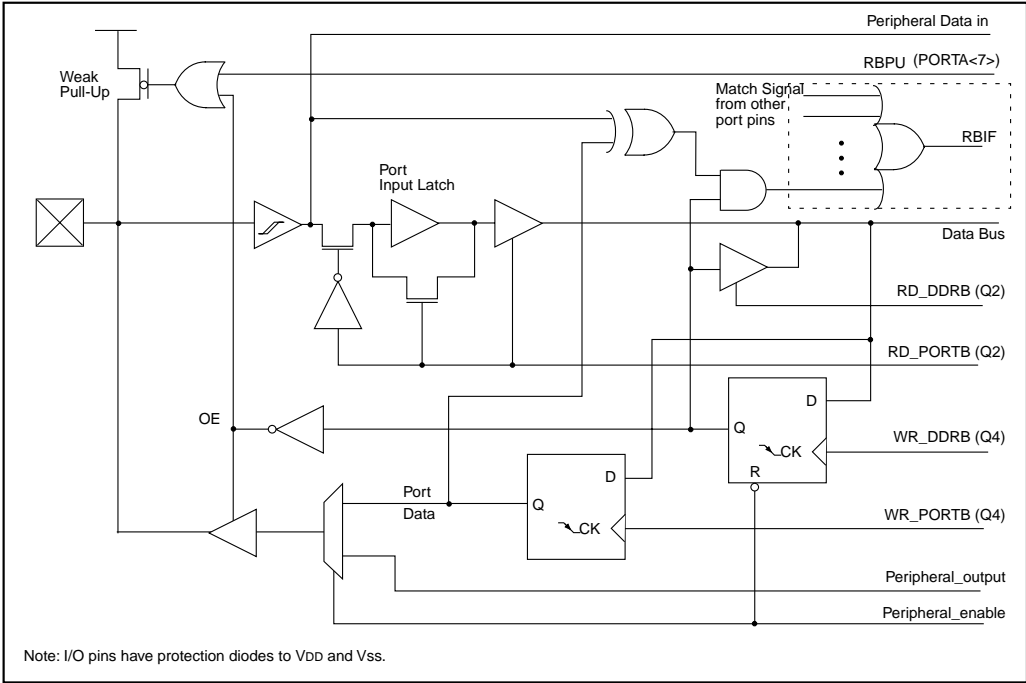 Peripheral Data in
RBPU (PORTA<7>)
Weak
Pull-Up
Match Signal
from other
port pins
RBIF
Port
Input Latch
Data Bus
RD_DDRB (Q2)
RD_PORTB (Q2)
OE
D
Q
CK
R
WR_DDRB (Q4)
Port
Data
D
Q
CK
WR_PORTB (Q4)
Peripheral_output
Peripheral_enable
Note: I/O pins have protection diodes to VDD and Vss.